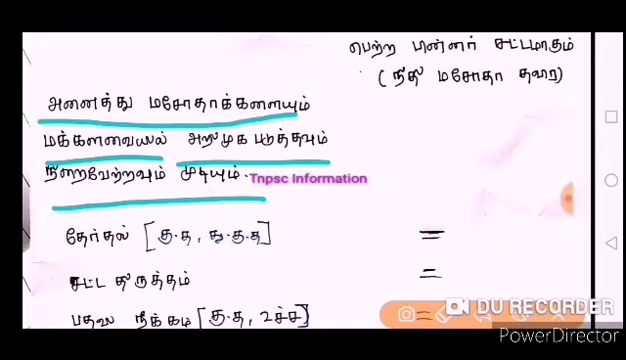 பெற்ற பின்னர் சட்டமாகும்
(நிதி மசோதா தவிர)
அனைத்து மசோதாக்களையும்
மக்களவையில் அறிமுக படுத்தவும்
நிறைவேற்றவும் முடியும்.
Tnpsc Information
தேர்தல் [கு.த, து.கு.த] =
சட்ட திருத்தம் =
பதவி நீக்கம் [கு.த, உச்ச] =
DU RECORDER
PowerDirector